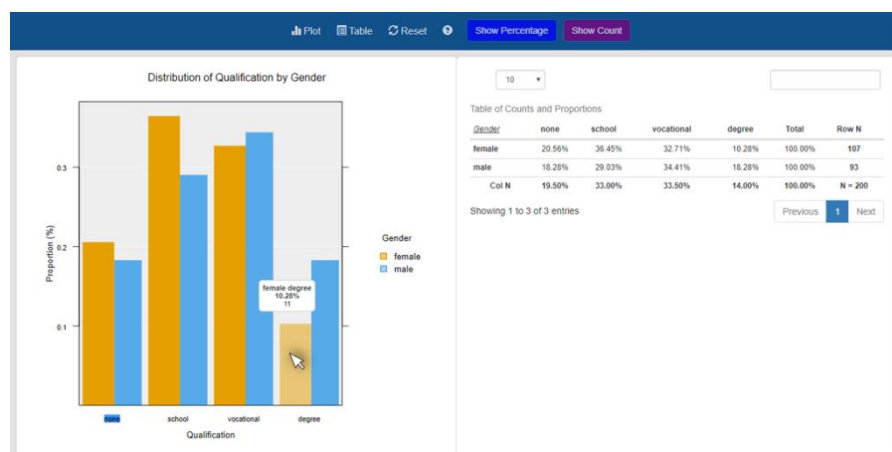 Plot Table Reset ? Show Percentage Show Count
Distribution of Qualification by Gender
Proportion (%)
0.3
0.2
0.1
female degree
10.28%
11
none school vocational degree
Qualification
Gender
female
male
10
Table of Counts and Proportions
Gender none school vocational degree Total Row N
female 20.56% 36.45% 32.71% 10.28% 100.00% 107
male 18.28% 29.03% 34.41% 18.28% 100.00% 93
Col N 19.50% 33.00% 33.50% 14.00% 100.00% N = 200
Showing 1 to 3 of 3 entries
Previous 1 Next